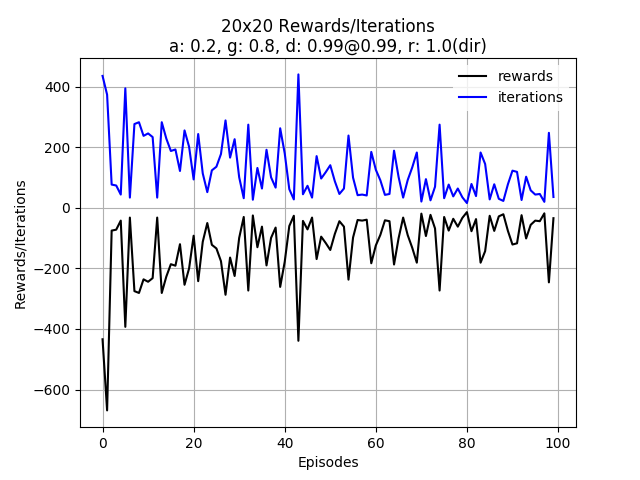 20x20 Rewards/Iterations
a: 0.2, g: 0.8, d: 0.99@0.99, r: 1.0(dir)
rewards
iterations
400
200
0
−200
−400
−600
Rewards/Iterations
0 20 40 60 80 100
Episodes